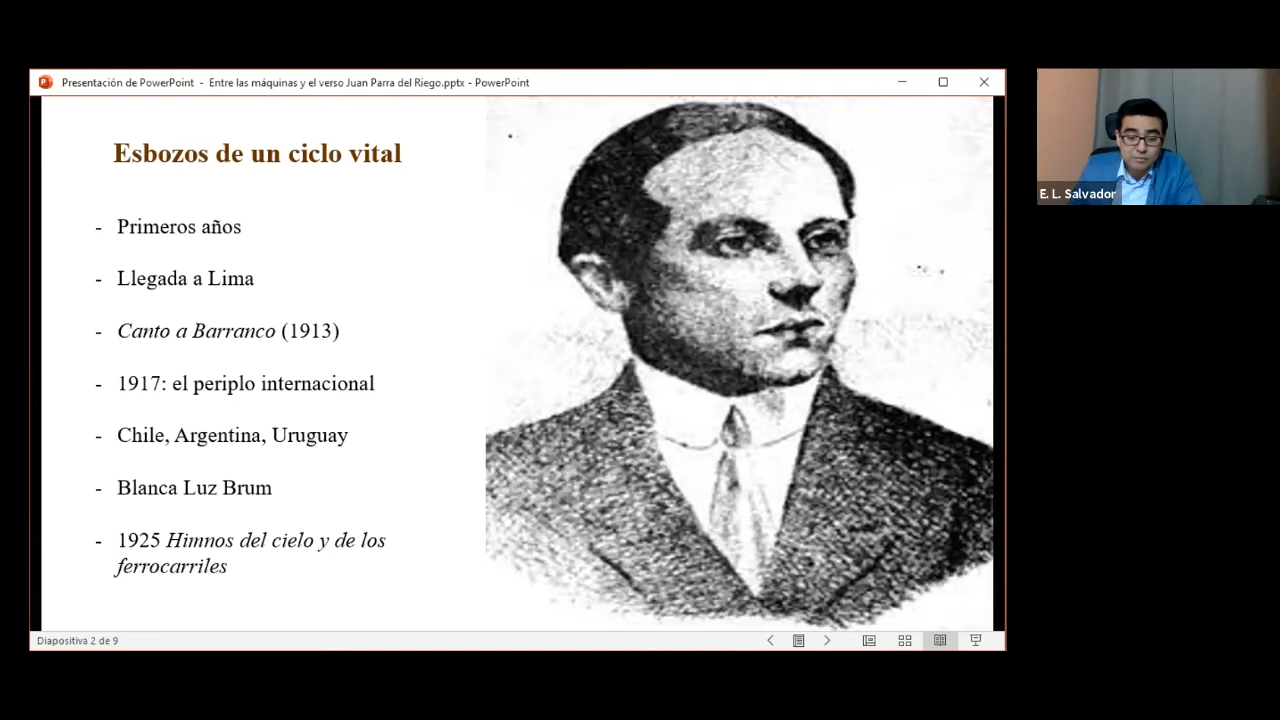 Presentación de PowerPoint - Entre las máquinas y el verso Juan Parra del Riego.pptx - PowerPoint
Esbozos de un ciclo vital
- Primeros años
- Llegada a Lima
- Canto a Barranco (1913)
- 1917: el periplo internacional
- Chile, Argentina, Uruguay
- Blanca Luz Brum
- 1925 Himnos del cielo y de los
ferrocarriles
Diapositiva 2 de 9
E. L. Salvador